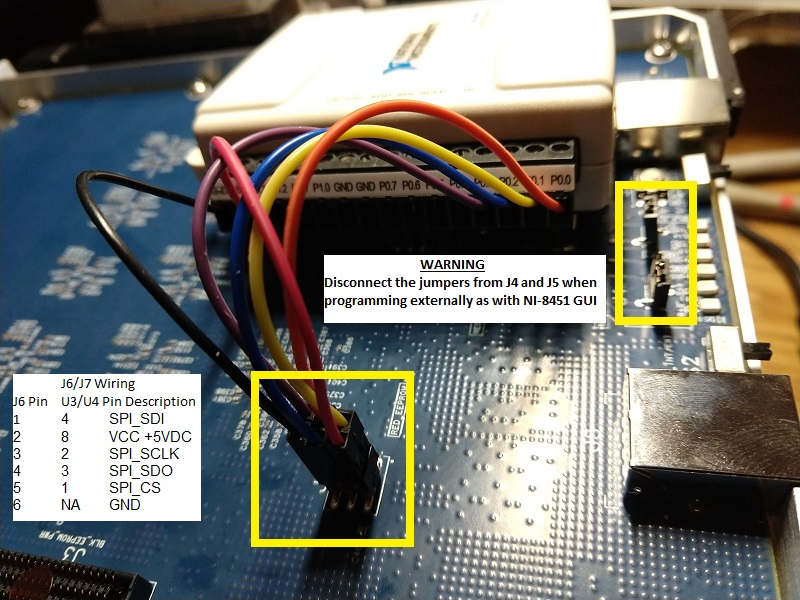 P1.0 GND GND P0.7 P0.6
P0.2
P0.1 P0.0
WARNING
Disconnect the jumpers from J4 and J5 when
programming externally as with NI-8451 GUI
J6/J7 Wiring
J6 Pin U3/U4 Pin Description
1 4 SPI_SDI
2 8 VCC +5VDC
3 2 SPI_SCLK
4 3 SPI_SDO
5 1 SPI_CS
6 NA GND
RED_EEPROM
BLK_EEPROM_PWR
J3